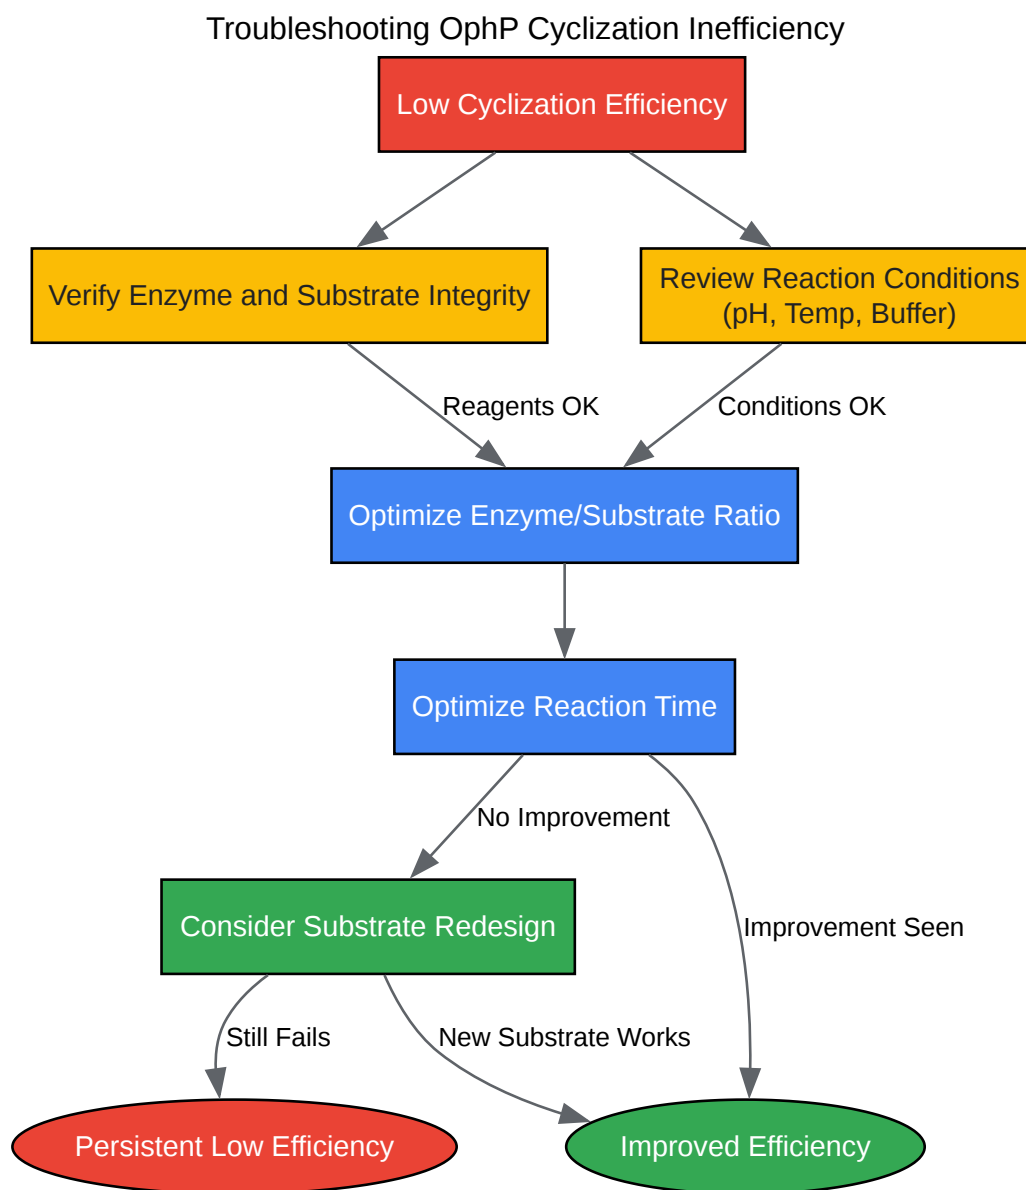 Troubleshooting OphP Cyclization Inefficiency
Low Cyclization Efficiency
Verify Enzyme and Substrate Integrity
Review Reaction Conditions
(pH, Temp, Buffer)
Reagents OK
Conditions OK
Optimize Enzyme/Substrate Ratio
Optimize Reaction Time
No Improvement
Consider Substrate Redesign
Improvement Seen
Still Fails
New Substrate Works
Persistent Low Efficiency
Improved Efficiency